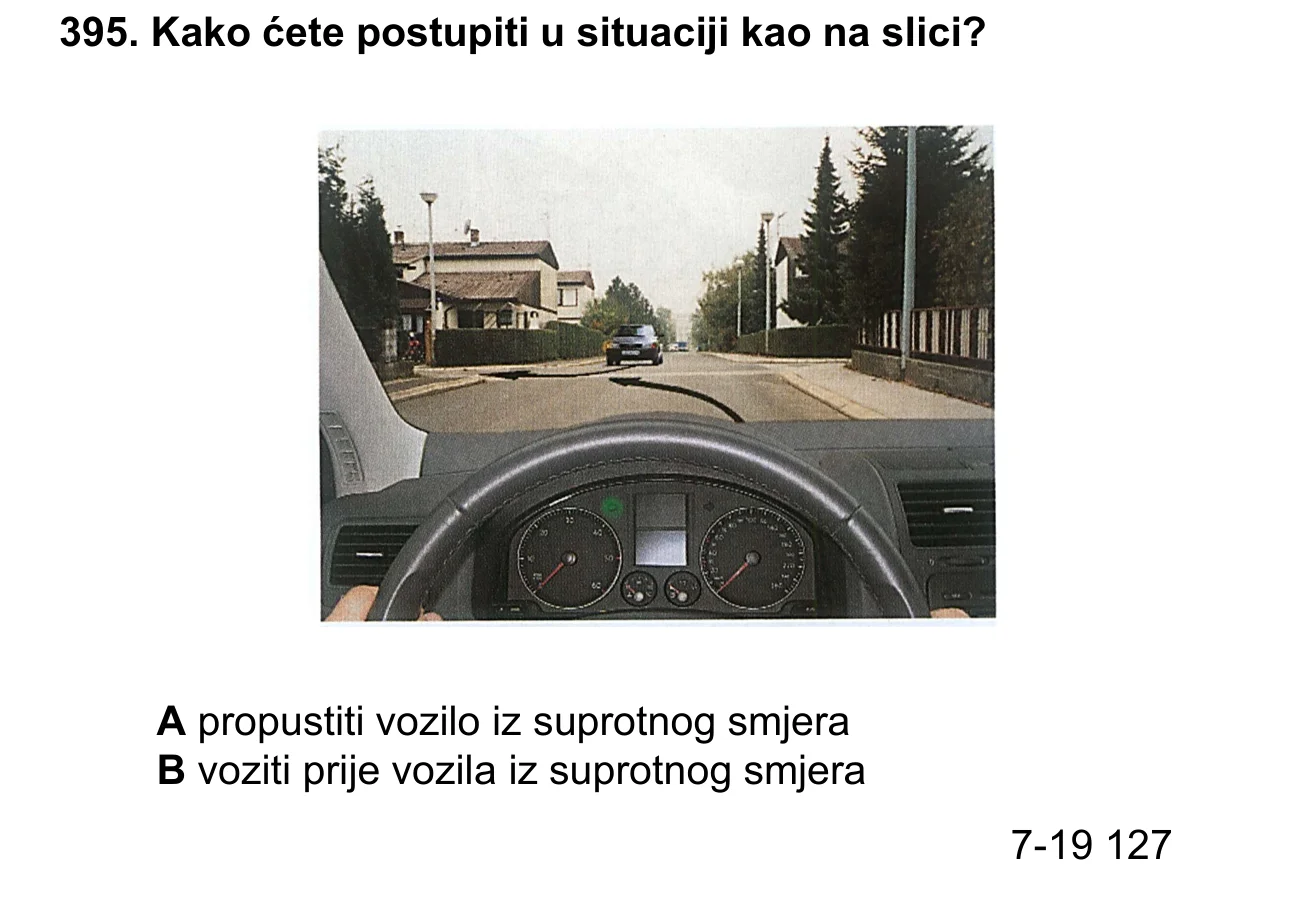 395. Kako ćete postupiti u situaciji kao na slici?
A propustiti vozilo iz suprotnog smjera
B voziti prije vozila iz suprotnog smjera
7-19 127